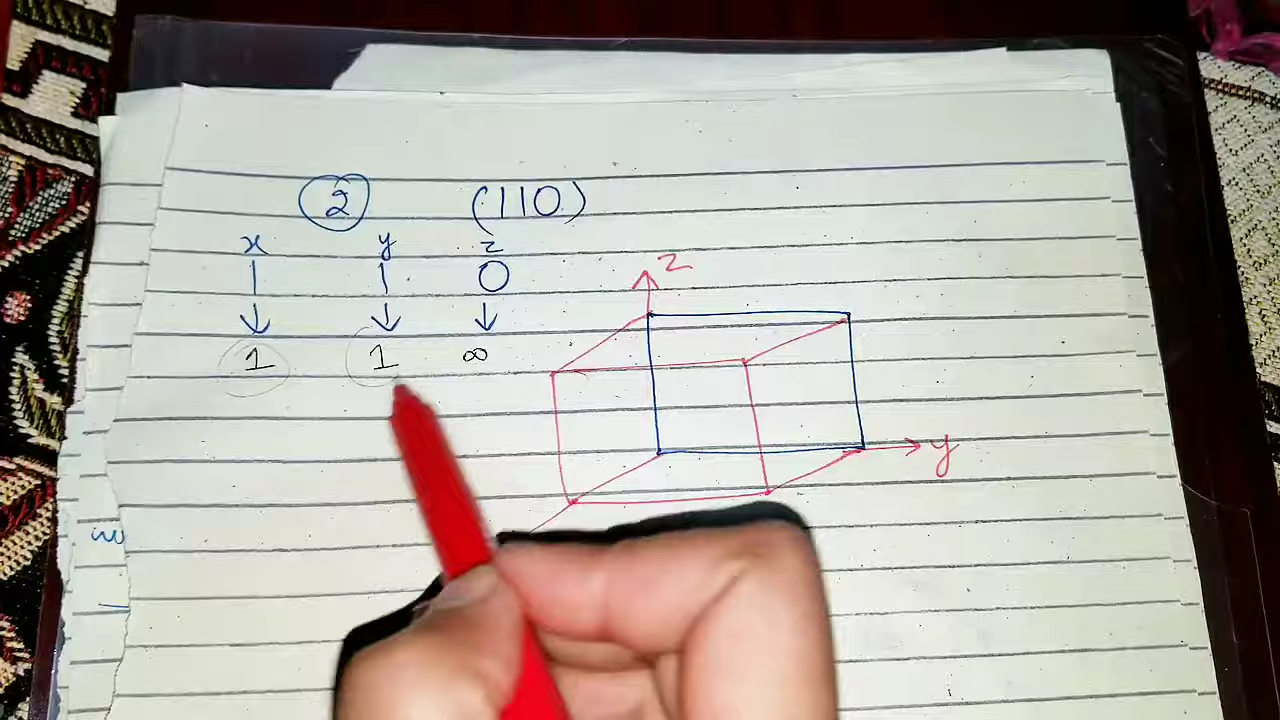 2 (110)
x y z
1 1 0
↓ ↓ ↓
1 1 ∞
z
y